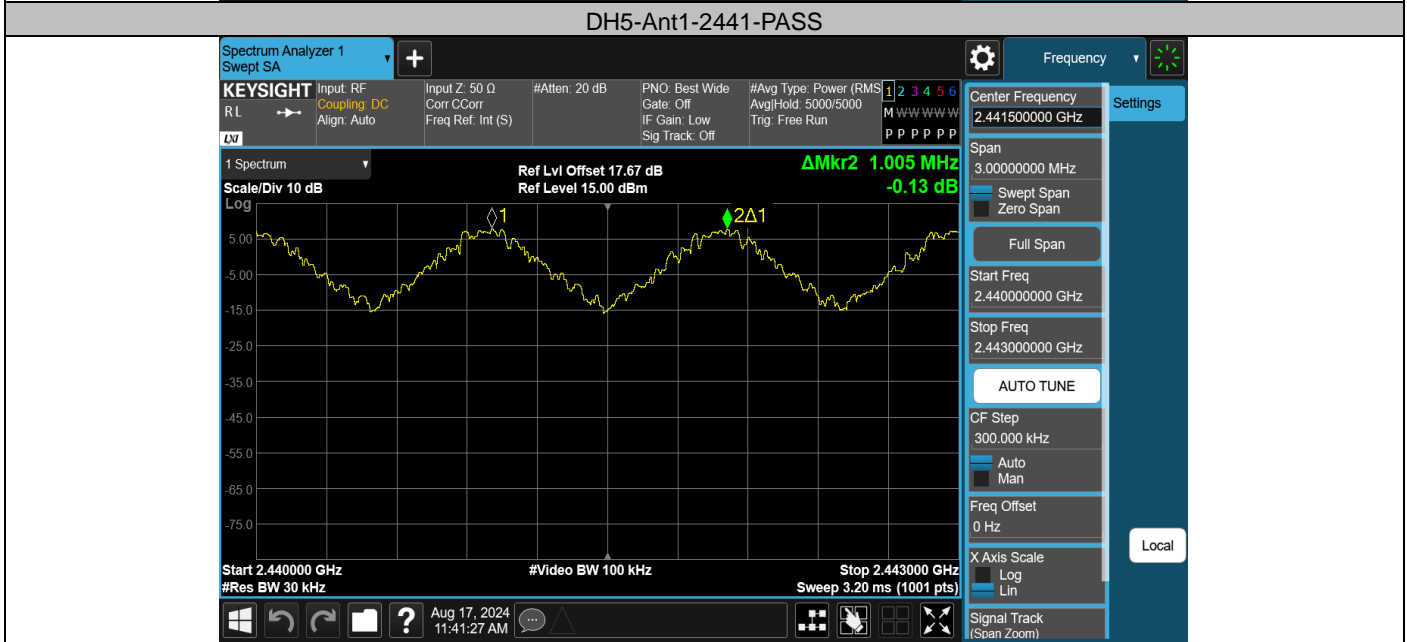 DH5-Ant1-2441-PASS
Spectrum Analyzer 1
Swept SA
Frequency
KEYSIGHT
R L
LXI
Input: RF
Coupling: DC
Align: Auto
Input Z: 50 Ω
Corr CCorr
Freq Ref: Int (S)
#Atten: 20 dB
PNO: Best Wide
Gate: Off
IF Gain: Low
Sig Track: Off
#Avg Type: Power (RMS
Avg|Hold: 5000/5000
Trig: Free Run
1 2 3 4 5 6
M W W W W W
P P P P P P
1 Spectrum
Scale/Div 10 dB
Log
Ref Lvl Offset 17.67 dB
Ref Level 15.00 dBm
ΔMkr2 1.005 MHz
-0.13 dB
1
2Δ1
5.00
-5.00
-15.0
-25.0
-35.0
-45.0
-55.0
-65.0
-75.0
Start 2.440000 GHz
#Res BW 30 kHz
#Video BW 100 kHz
Stop 2.443000 GHz
Sweep 3.20 ms (1001 pts)
Aug 17, 2024
11:41:27 AM
Center Frequency
2.441500000 GHz
Settings
Span
3.00000000 MHz
Swept Span
Zero Span
Full Span
Start Freq
2.440000000 GHz
Stop Freq
2.443000000 GHz
AUTO TUNE
CF Step
300.000 kHz
Auto
Man
Freq Offset
0 Hz
X Axis Scale
Log
Lin
Local
Signal Track
(Span Zoom)